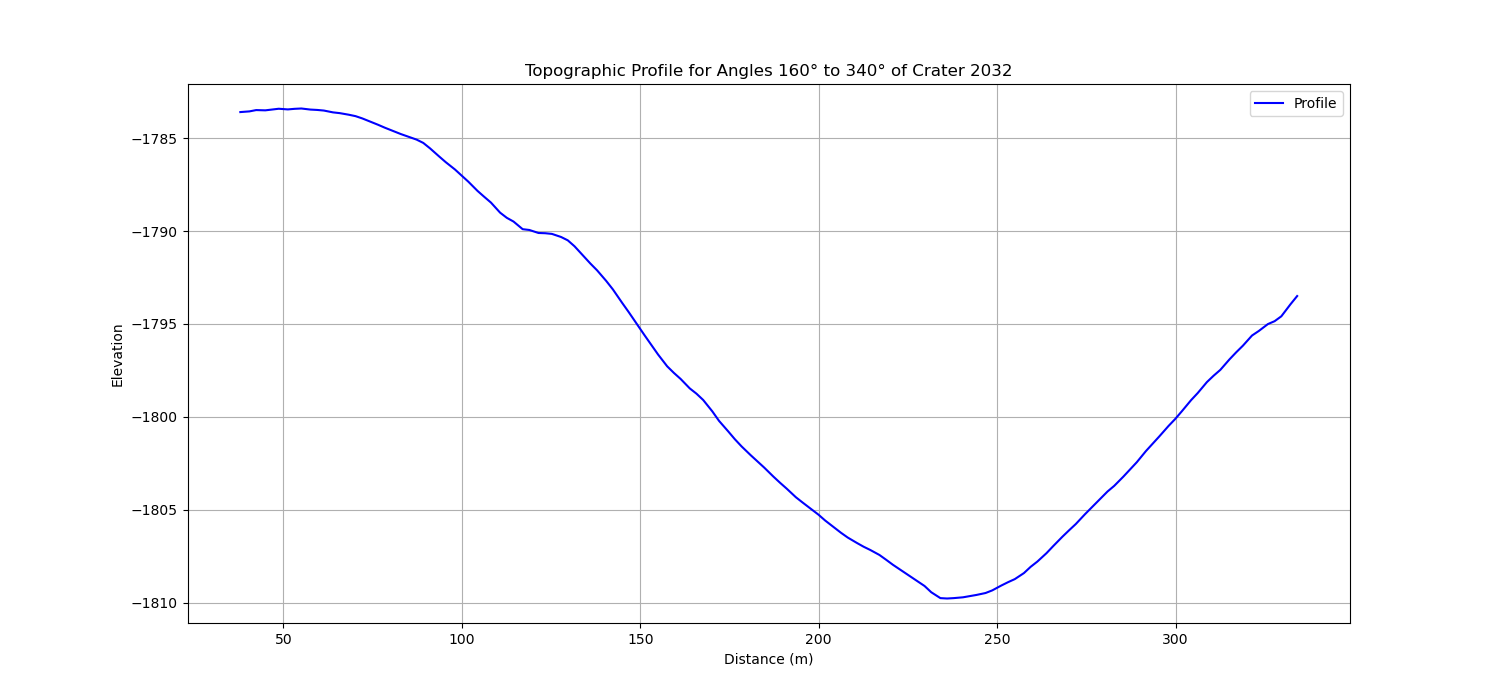 Topographic Profile for Angles 160° to 340° of Crater 2032
Profile
Elevation
−1785
−1790
−1795
−1800
−1805
−1810
50 100 150 200 250 300
Distance (m)